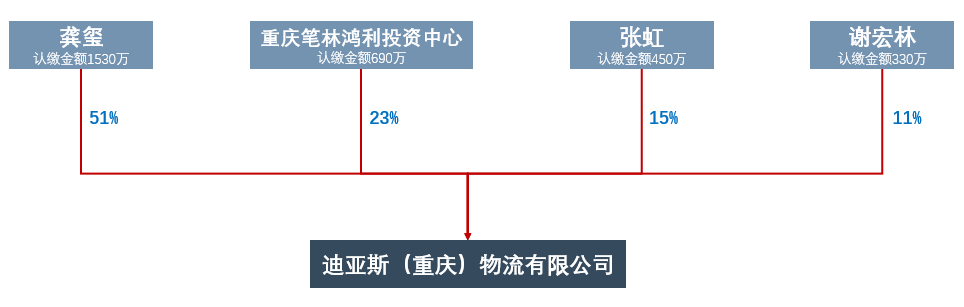 龚玺
认缴金额1530万
重庆笔林鸿利投资中心
认缴金额690万
张虹
认缴金额450万
谢宏林
认缴金额330万
51%
23%
15%
11%
迪亚斯（重庆）物流有限公司